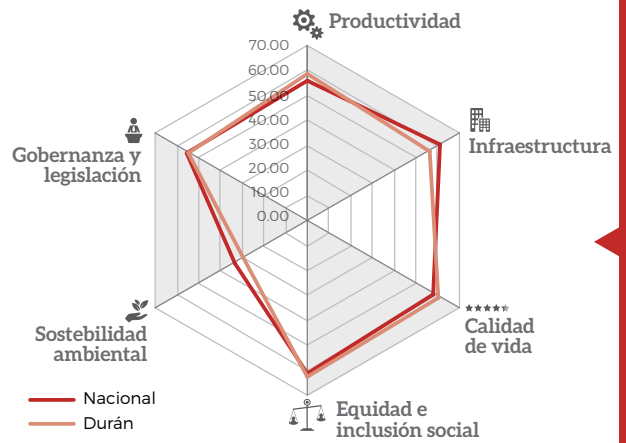 Productividad
70.00
60.00
50.00
40.00
30.00
20.00
10.00
0.00
Infraestructura
Gobernanza y
legislación
Sostebilidad
ambiental
Calidad
de vida
Equidad e
inclusión social
Nacional
Durán